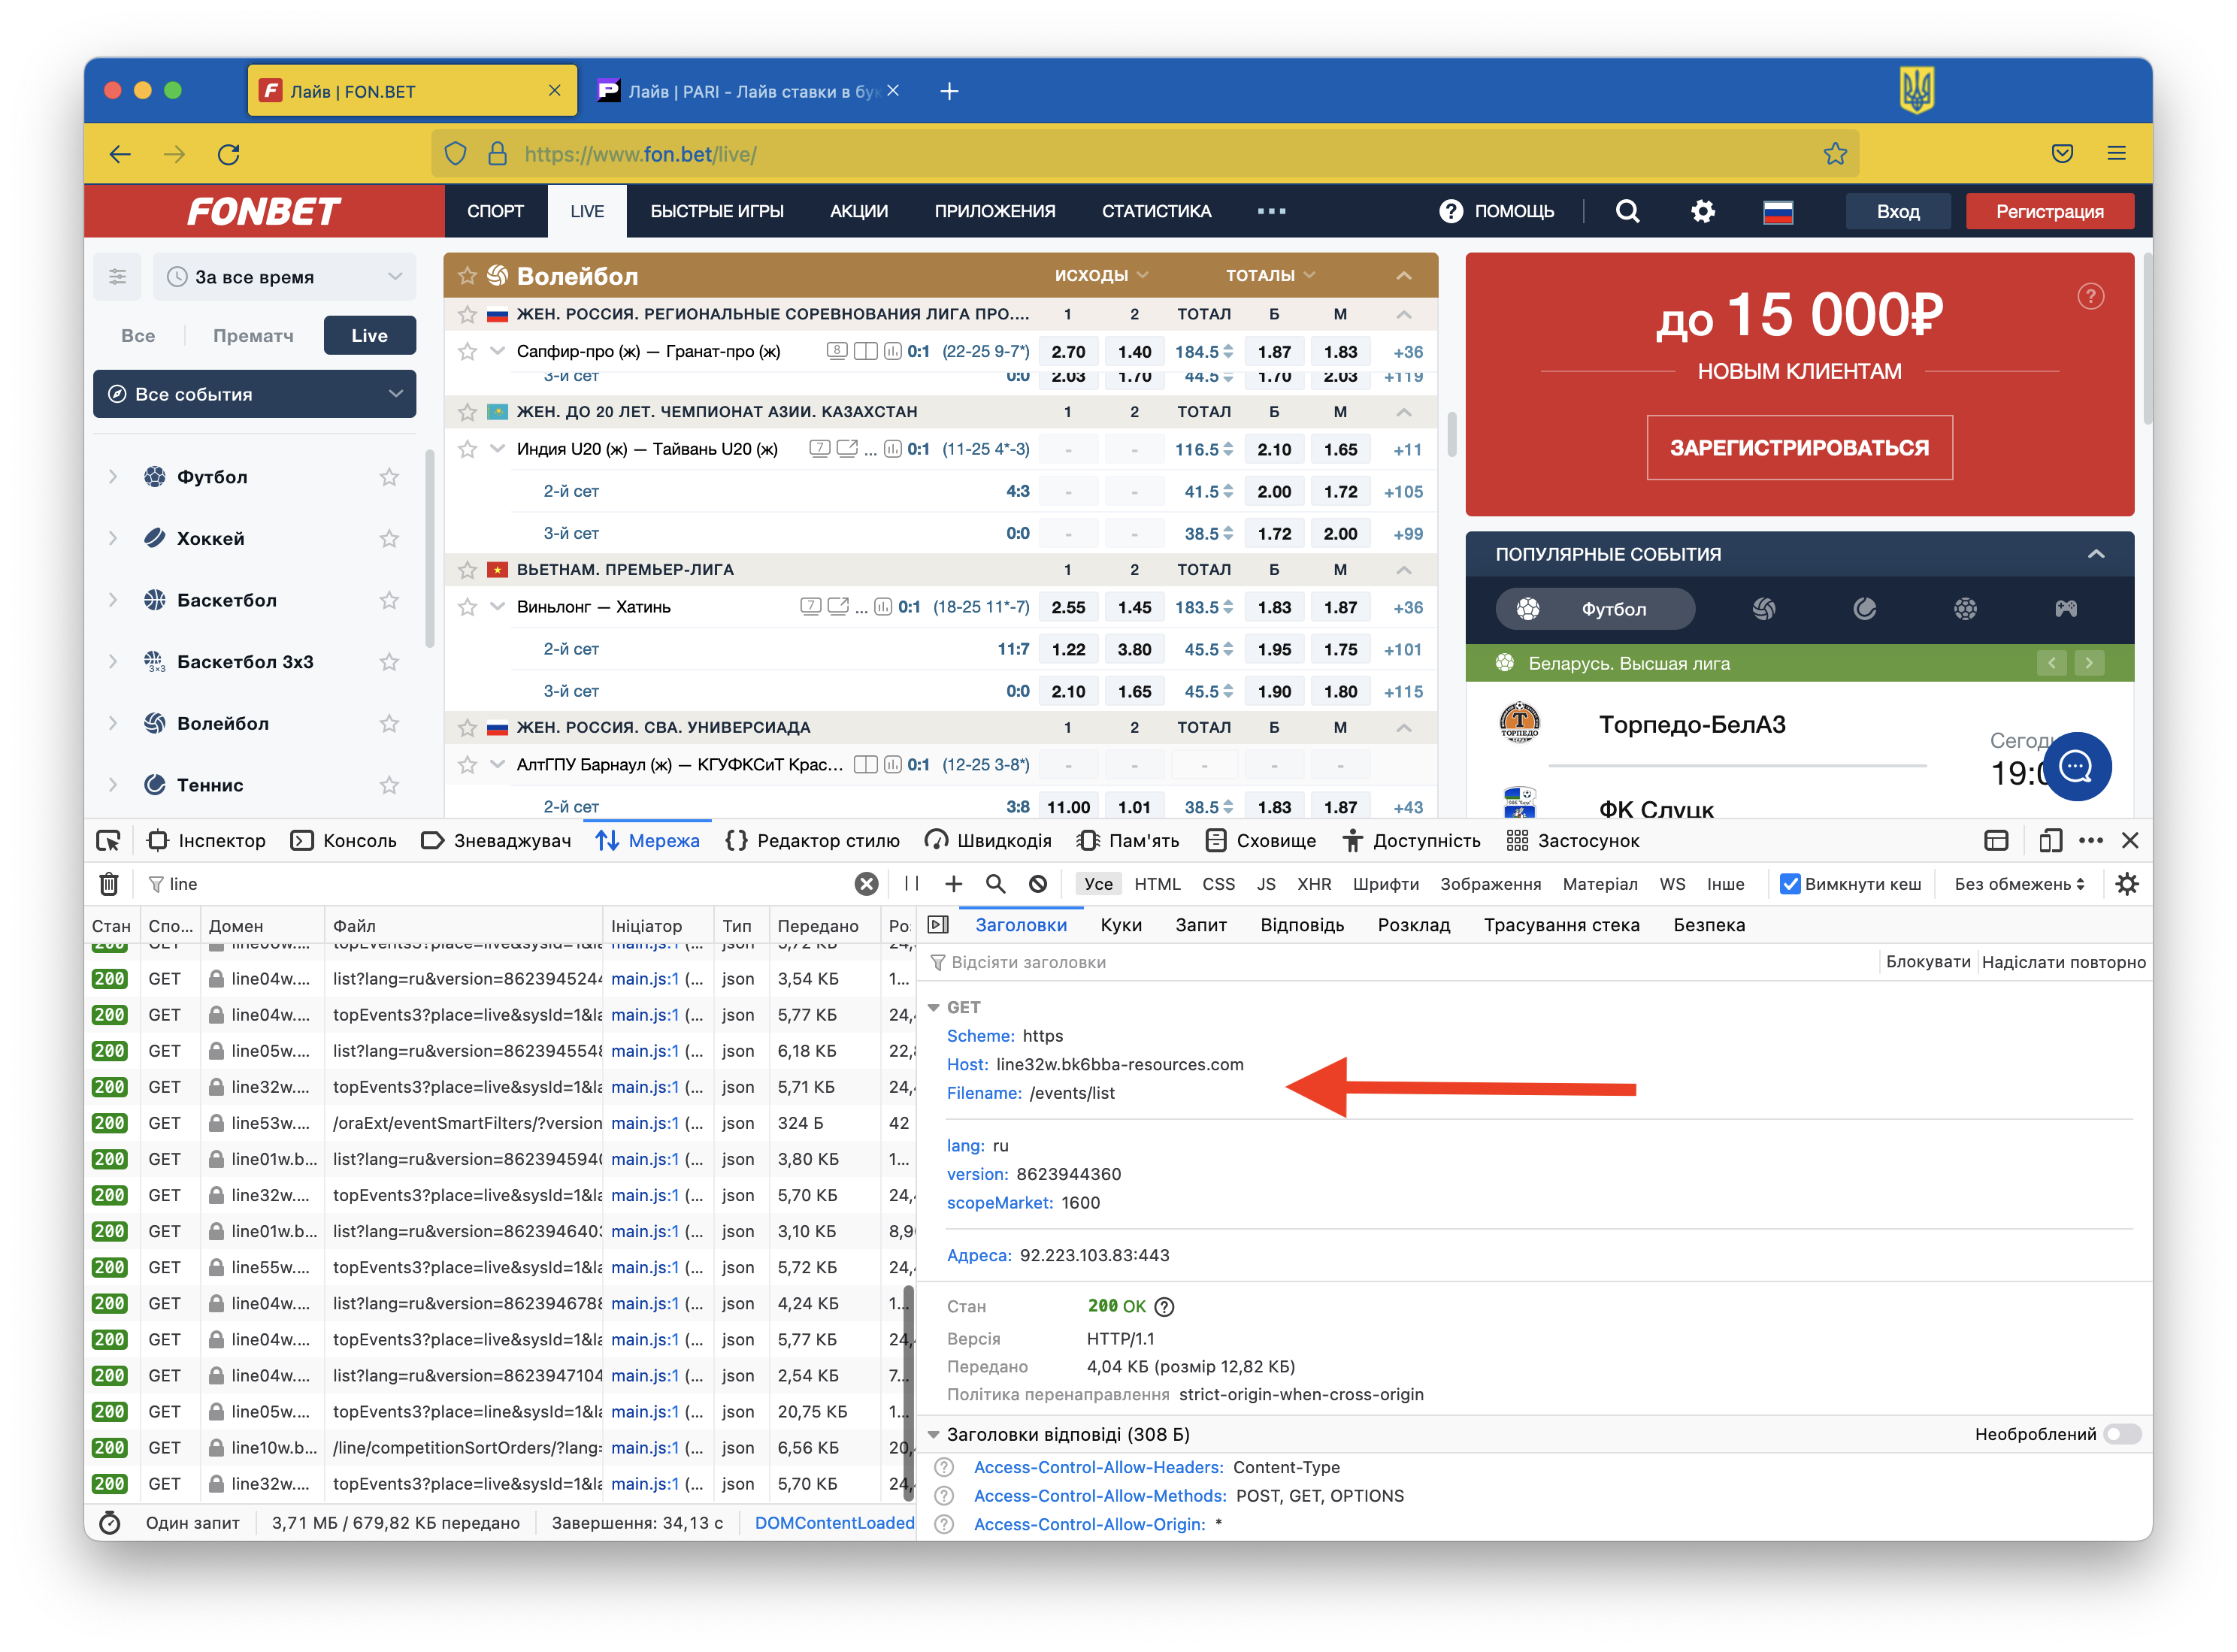 Лайв | FON.BET
Лайв | PARI - Лайв ставки в бук
https://www.fon.bet/live/
FONBET
СПОРТ
LIVE
БЫСТРЫЕ ИГРЫ
АКЦИИ
ПРИЛОЖЕНИЯ
СТАТИСТИКА
ПОМОЩЬ
Вход
Регистрация
За все время
Все
Прематч
Live
Все события
Футбол
Хоккей
Баскетбол
Баскетбол 3x3
Волейбол
Теннис
Волейбол ИСХОДЫ ТОТАЛЫ
ЖЕН. РОССИЯ. РЕГИОНАЛЬНЫЕ СОРЕВНОВАНИЯ ЛИГА ПРО.... 1 2 ТОТАЛ Б М
Сапфир-про (ж) — Гранат-про (ж) 8 0:1 (22-25 9-7*) 2.70 1.40 184.5 1.87 1.83 +36
3-й сет 0:0 2.03 1.70 44.5 1.70 2.03 +119
ЖЕН. ДО 20 ЛЕТ. ЧЕМПИОНАТ АЗИИ. КАЗАХСТАН 1 2 ТОТАЛ Б М
Индия U20 (ж) — Тайвань U20 (ж) 7 ... 0:1 (11-25 4*-3) - - 116.5 2.10 1.65 +11
2-й сет 4:3 - - 41.5 2.00 1.72 +105
3-й сет 0:0 - - 38.5 1.72 2.00 +99
ВЬЕТНАМ. ПРЕМЬЕР-ЛИГА 1 2 ТОТАЛ Б М
Виньлонг — Хатинь 7 ... 0:1 (18-25 11*-7) 2.55 1.45 183.5 1.83 1.87 +36
2-й сет 11:7 1.22 3.80 45.5 1.95 1.75 +101
3-й сет 0:0 2.10 1.65 45.5 1.90 1.80 +115
ЖЕН. РОССИЯ. СВА. УНИВЕРСИАДА 1 2 ТОТАЛ Б М
АлтГПУ Барнаул (ж) — КГУФКСиТ Крас... 0:1 (12-25 3-8*) - - - - -
2-й сет 3:8 11.00 1.01 38.5 1.83 1.87 +43
до 15 000₽
НОВЫМ КЛИЕНТАМ
ЗАРЕГИСТРИРОВАТЬСЯ
ПОПУЛЯРНЫЕ СОБЫТИЯ
Футбол
Беларусь. Высшая лига
Торпедо-БелАЗ
Сегод
19:0
ФК Слуцк
Інспектор
Консоль
Зневаджувач
Мережа
Редактор стилю
Швидкодія
Пам'ять
Сховище
Доступність
Застосунок
line
Усе HTML CSS JS XHR Шрифти Зображення Матеріал WS Інше
Вимкнути кеш
Без обмежень
Стан Спо... Домен Файл Ініціатор Тип Передано Ро:
200 GET line04w.... list?lang=ru&version=8623945244 main.js:1 (... json 3,54 КБ 1...
200 GET line04w.... topEvents3?place=live&sysId=1&la main.js:1 (... json 5,77 КБ 24,
200 GET line05w.... list?lang=ru&version=8623945548 main.js:1 (... json 6,18 КБ 22,
200 GET line32w.... topEvents3?place=live&sysId=1&la main.js:1 (... json 5,71 КБ 24,
200 GET line53w.... /oraExt/eventSmartFilters/?version main.js:1 (... json 324 Б 42
200 GET line01w.b... list?lang=ru&version=8623945940 main.js:1 (... json 3,80 КБ 1...
200 GET line32w.... topEvents3?place=live&sysId=1&la main.js:1 (... json 5,70 КБ 24,
200 GET line01w.b... list?lang=ru&version=8623946403 main.js:1 (... json 3,10 КБ 8,9
200 GET line55w.... topEvents3?place=live&sysId=1&la main.js:1 (... json 5,72 КБ 24,
200 GET line04w.... list?lang=ru&version=8623946788 main.js:1 (... json 4,24 КБ 1...
200 GET line04w.... topEvents3?place=live&sysId=1&la main.js:1 (... json 5,77 КБ 24,
200 GET line04w.... list?lang=ru&version=8623947104 main.js:1 (... json 2,54 КБ 7...
200 GET line05w.... topEvents3?place=line&sysId=1&la main.js:1 (... json 20,75 КБ 1...
200 GET line10w.b... /line/competitionSortOrders/?lang= main.js:1 (... json 6,56 КБ 20,
200 GET line32w.... topEvents3?place=live&sysId=1&la main.js:1 (... json 5,70 КБ 24,
Один запит 3,71 МБ / 679,82 КБ передано Завершення: 34,13 с DOMContentLoaded
Заголовки Куки Запит Відповідь Розклад Трасування стека Безпека
Відсіяти заголовки
Блокувати Надіслати повторно
GET
Scheme: https
Host: line32w.bk6bba-resources.com
Filename: /events/list
lang: ru
version: 8623944360
scopeMarket: 1600
Адреса: 92.223.103.83:443
Стан 200 OK
Версія HTTP/1.1
Передано 4,04 КБ (розмір 12,82 КБ)
Політика перенаправлення strict-origin-when-cross-origin
Заголовки відповіді (308 Б)
Необроблений
Access-Control-Allow-Headers: Content-Type
Access-Control-Allow-Methods: POST, GET, OPTIONS
Access-Control-Allow-Origin: *